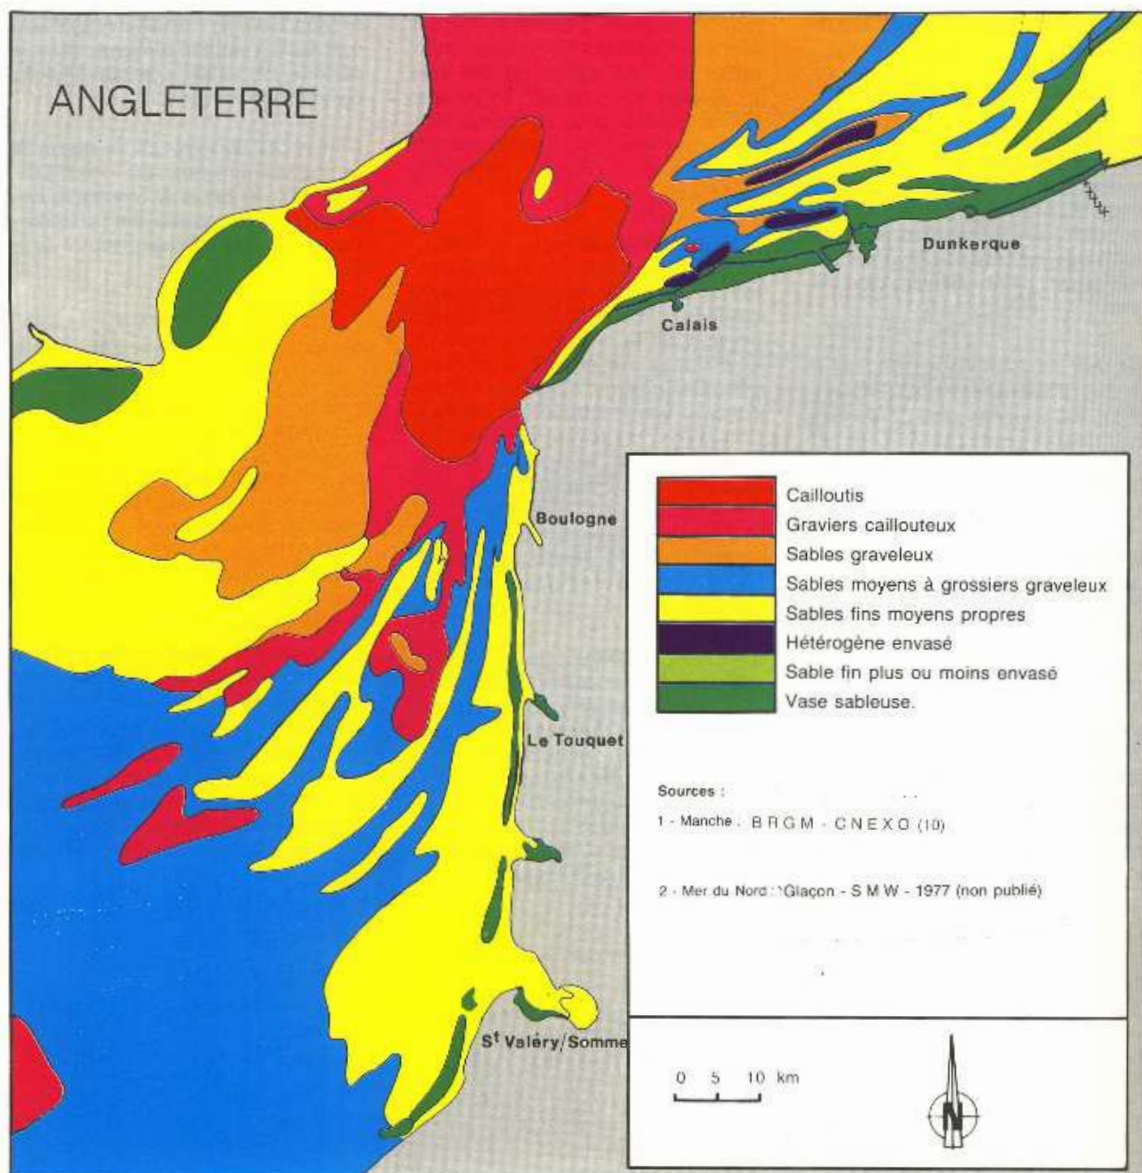 ANGLETERRE
Dunkerque
Calais
Boulogne
Le Touquet
St Valéry/Somme
Cailloutis
Graviers caillouteux
Sables graveleux
Sables moyens à grossiers graveleux
Sables fins moyens propres
Hétérogène envasé
Sable fin plus ou moins envasé
Vase sableuse.
Sources :
1 - Manche . B R G M - C N E X O (10)
2 - Mer du Nord : Glaçon - S M W - 1977 (non publié)
0 5 10 km
N